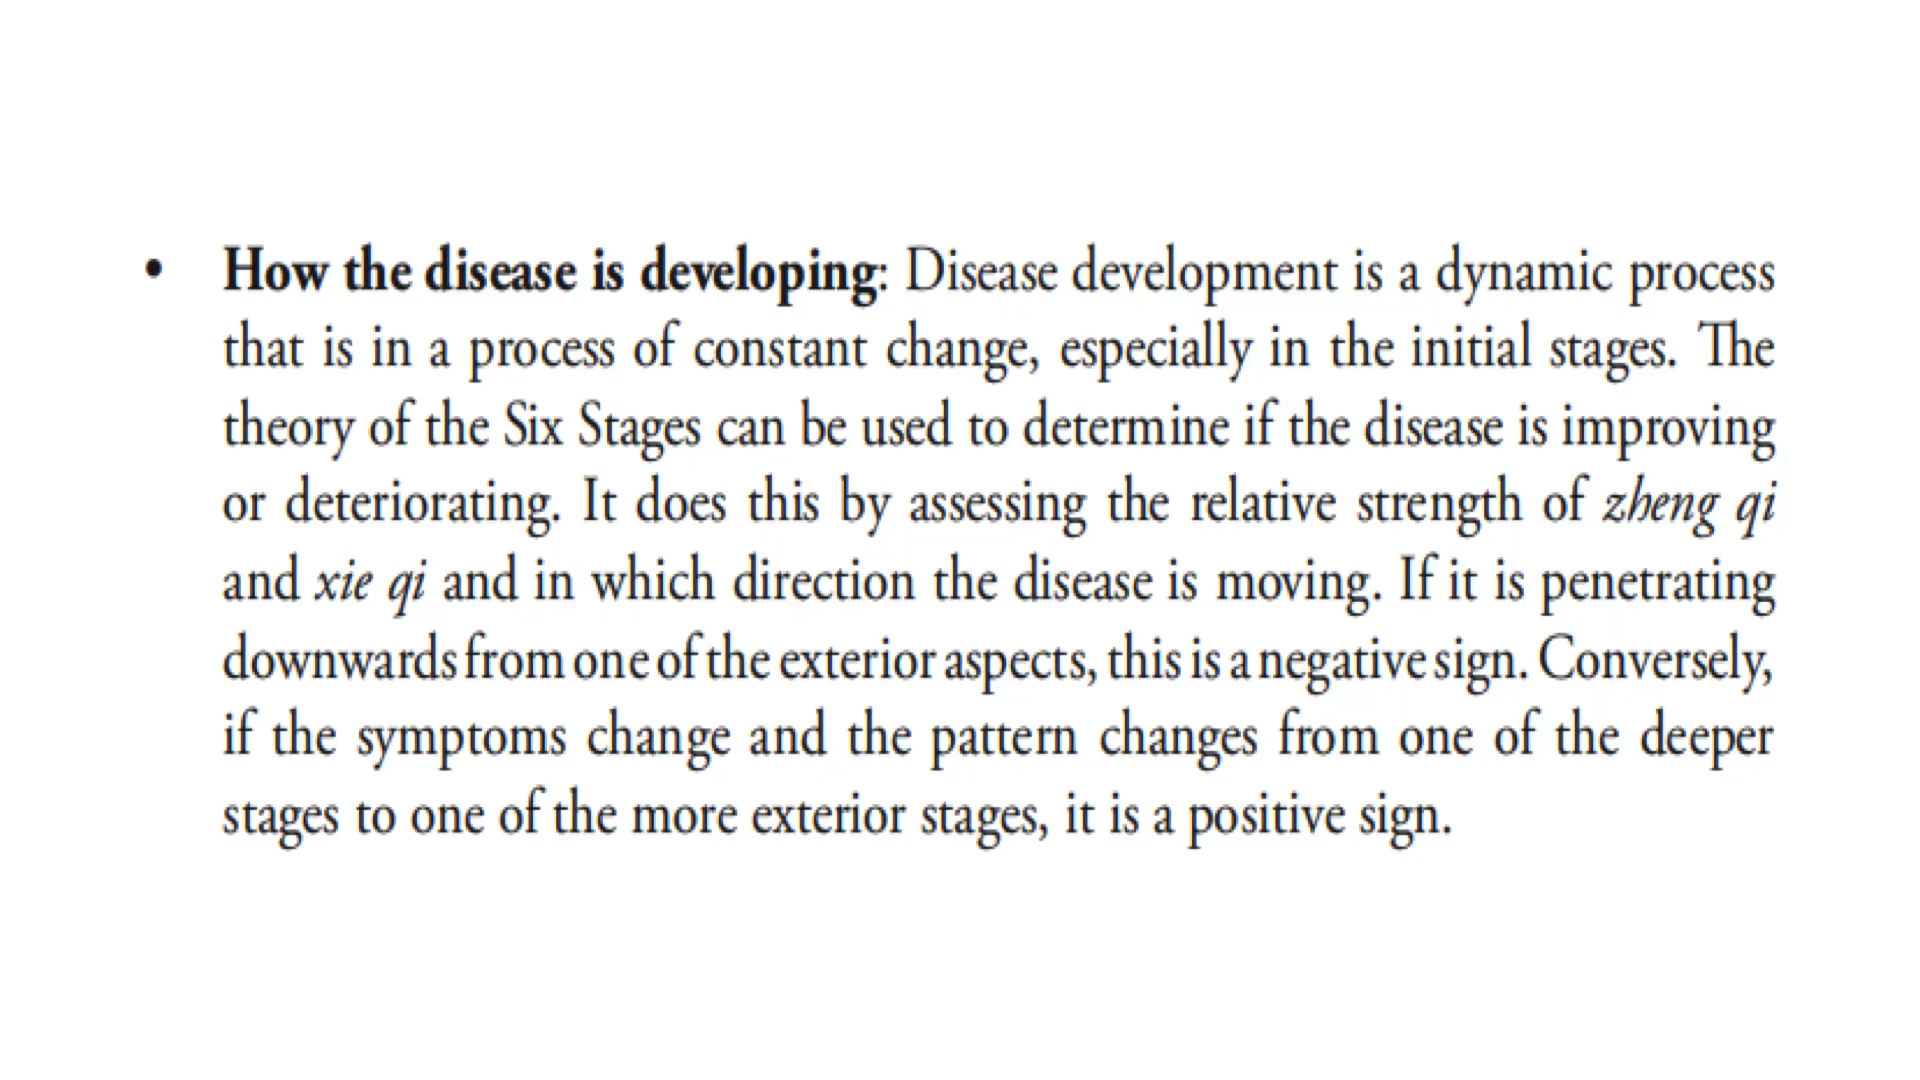 • How the disease is developing: Disease development is a dynamic process
that is in a process of constant change, especially in the initial stages. The
theory of the Six Stages can be used to determine if the disease is improving
or deteriorating. It does this by assessing the relative strength of zheng qi
and xie qi and in which direction the disease is moving. If it is penetrating
downwards from one of the exterior aspects, this is a negative sign. Conversely,
if the symptoms change and the pattern changes from one of the deeper
stages to one of the more exterior stages, it is a positive sign.